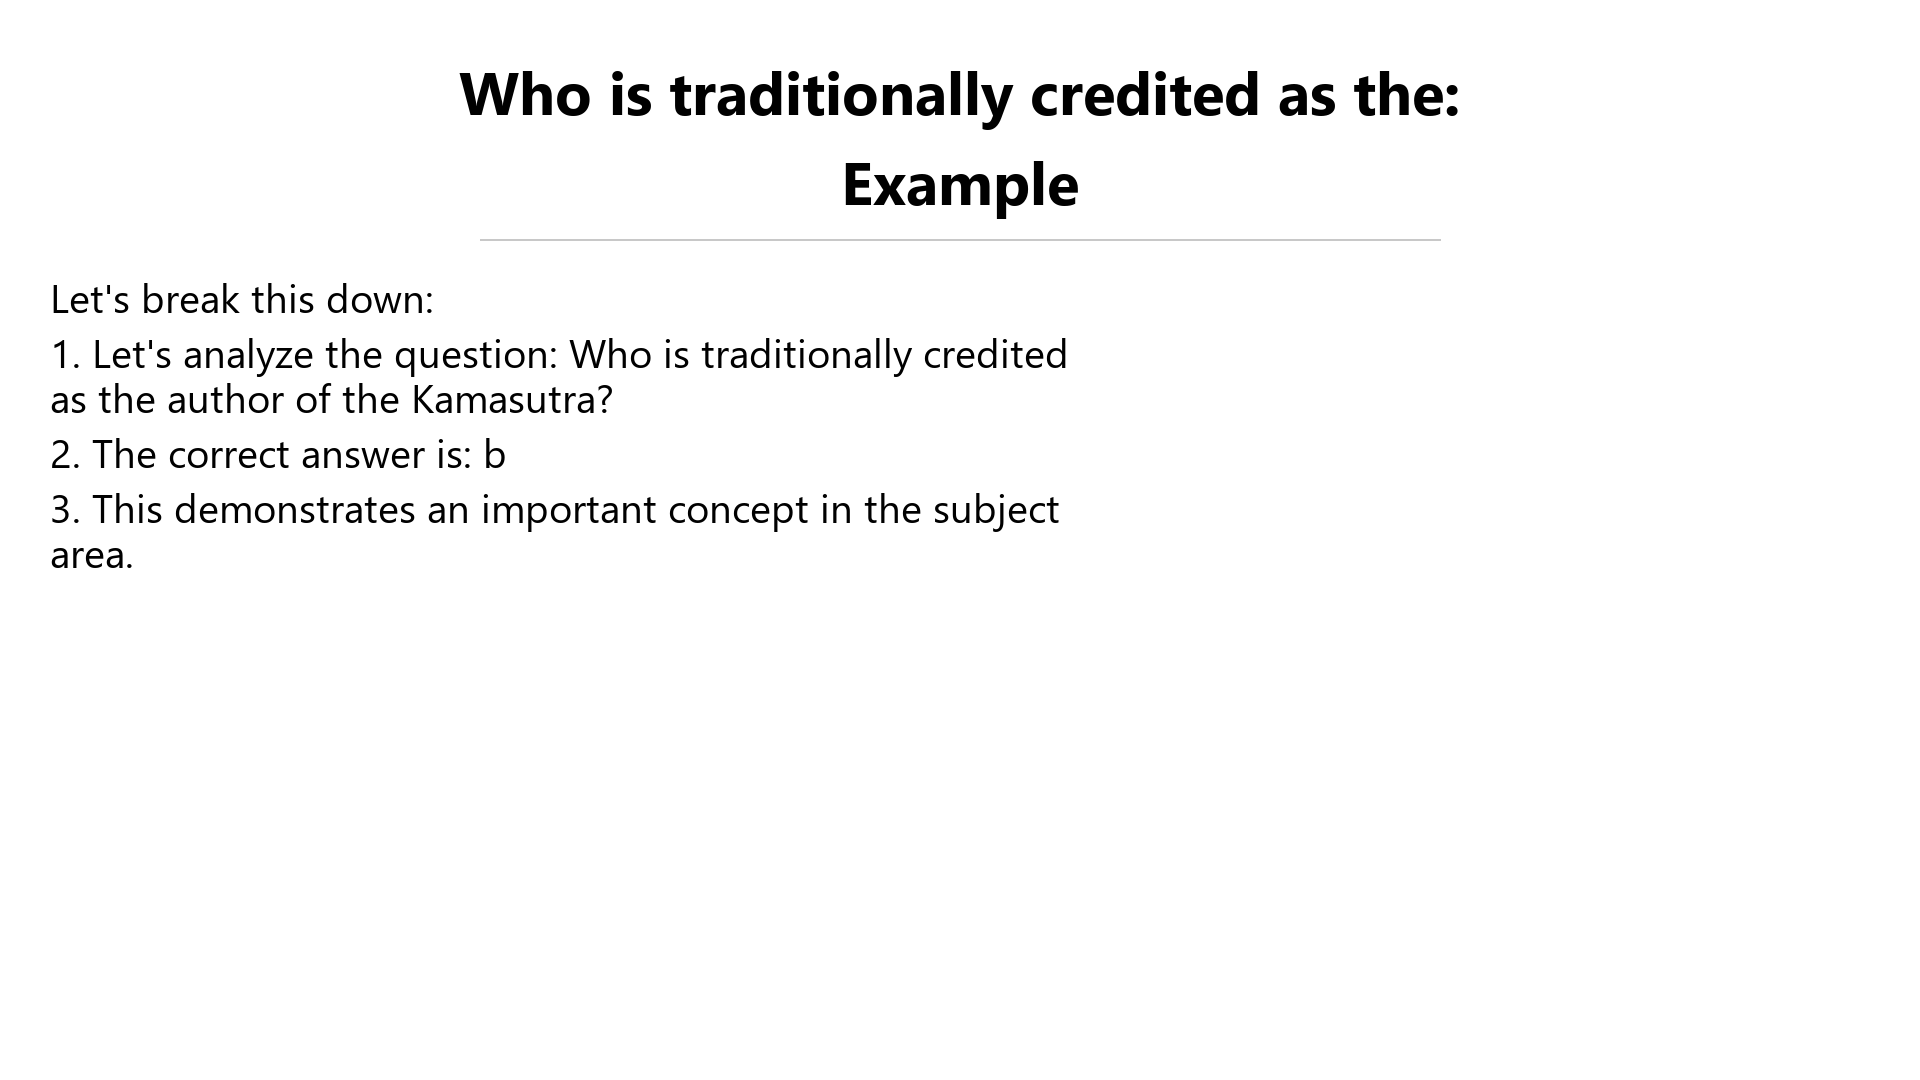 Who is traditionally credited as the:
Example
Let's break this down:
1. Let's analyze the question: Who is traditionally credited
as the author of the Kamasutra?
2. The correct answer is: b
3. This demonstrates an important concept in the subject
area.